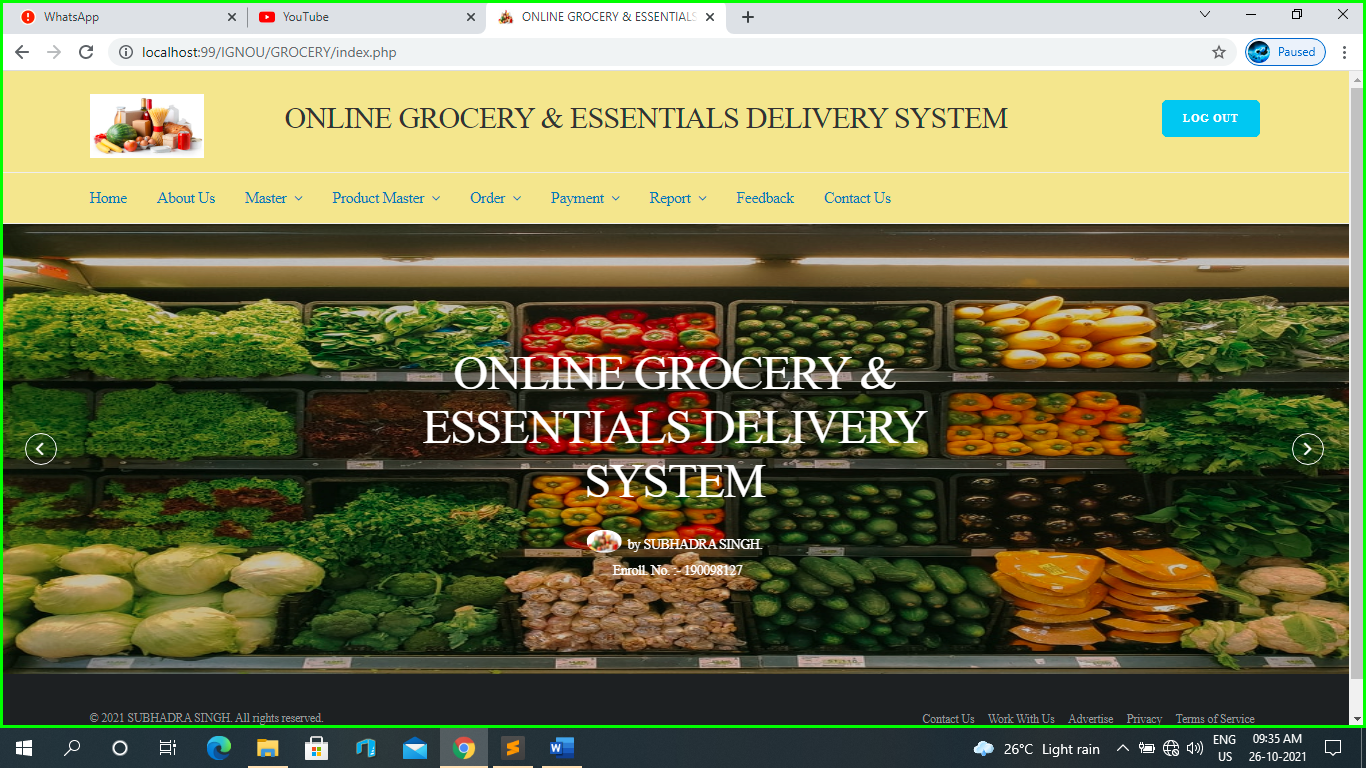 WhatsApp
YouTube
ONLINE GROCERY & ESSENTIALS
localhost:99/IGNOU/GROCERY/index.php
Paused
ONLINE GROCERY & ESSENTIALS DELIVERY SYSTEM
LOG OUT
Home About Us Master Product Master Order Payment Report Feedback Contact Us
ONLINE GROCERY &
ESSENTIALS DELIVERY
SYSTEM
by SUBHADRA SINGH.
Enroll. No. :- 190098127
© 2021 SUBHADRA SINGH. All rights reserved.
Contact Us Work With Us Advertise Privacy Terms of Service
26°C Light rain
ENG
US
09:35 AM
26-10-2021